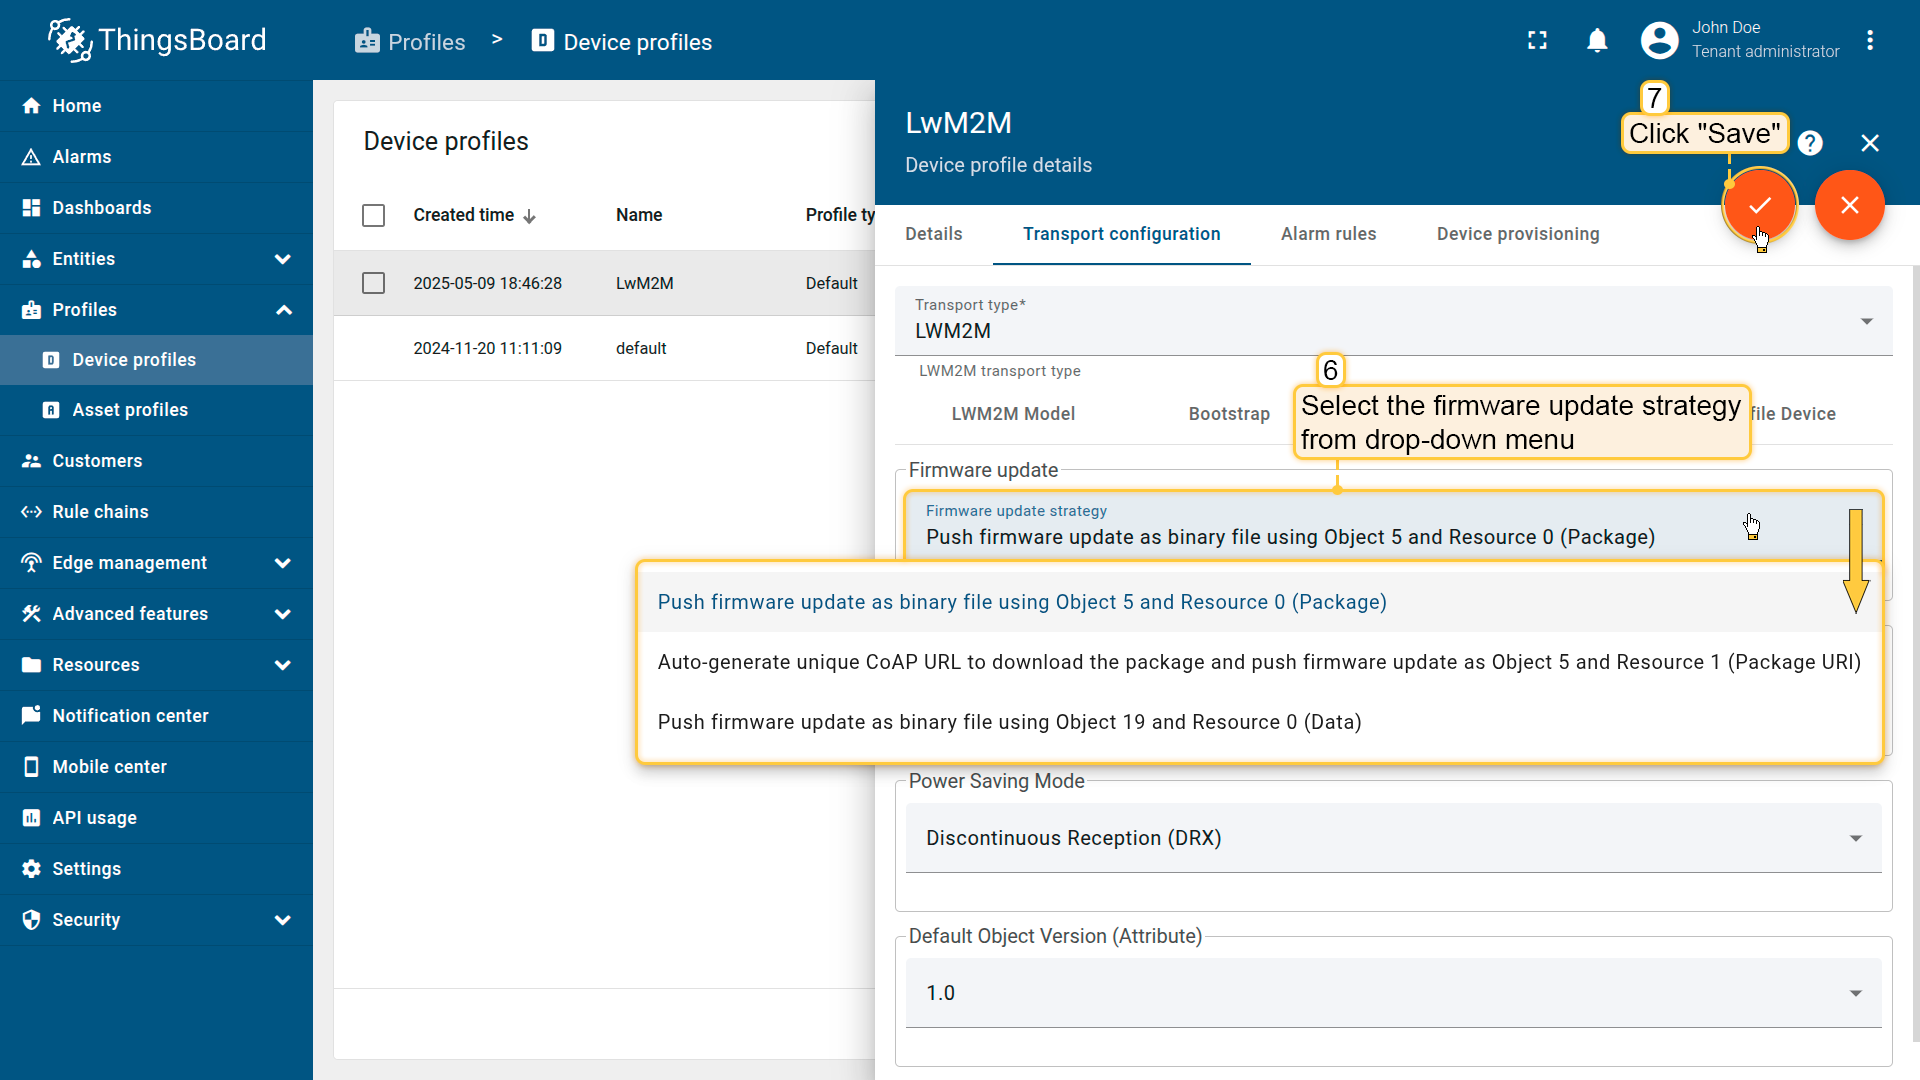 ThingsBoard
Profiles > Device profiles
John Doe
Tenant administrator
Home
Alarms
Dashboards
Entities
Profiles
Device profiles
Asset profiles
Customers
Rule chains
Edge management
Advanced features
Resources
Notification center
Mobile center
API usage
Settings
Security
Device profiles
Created time Name Profile ty
2025-05-09 18:46:28 LwM2M Default
2024-11-20 11:11:09 default Default
LwM2M
Device profile details
7
Click "Save"
Details Transport configuration Alarm rules Device provisioning
Transport type*
LWM2M
LWM2M transport type
LWM2M Model Bootstrap file Device
6
Select the firmware update strategy
from drop-down menu
Firmware update
Firmware update strategy
Push firmware update as binary file using Object 5 and Resource 0 (Package)
Push firmware update as binary file using Object 5 and Resource 0 (Package)
Auto-generate unique CoAP URL to download the package and push firmware update as Object 5 and Resource 1 (Package URI)
Push firmware update as binary file using Object 19 and Resource 0 (Data)
Power Saving Mode
Discontinuous Reception (DRX)
Default Object Version (Attribute)
1.0